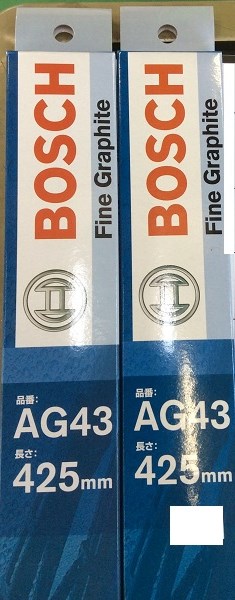 BOSCH
Fine Graphite
品番:
AG43
長さ:
425mm
BOSCH
Fine Graphite
品番:
AG43
長さ:
425mm